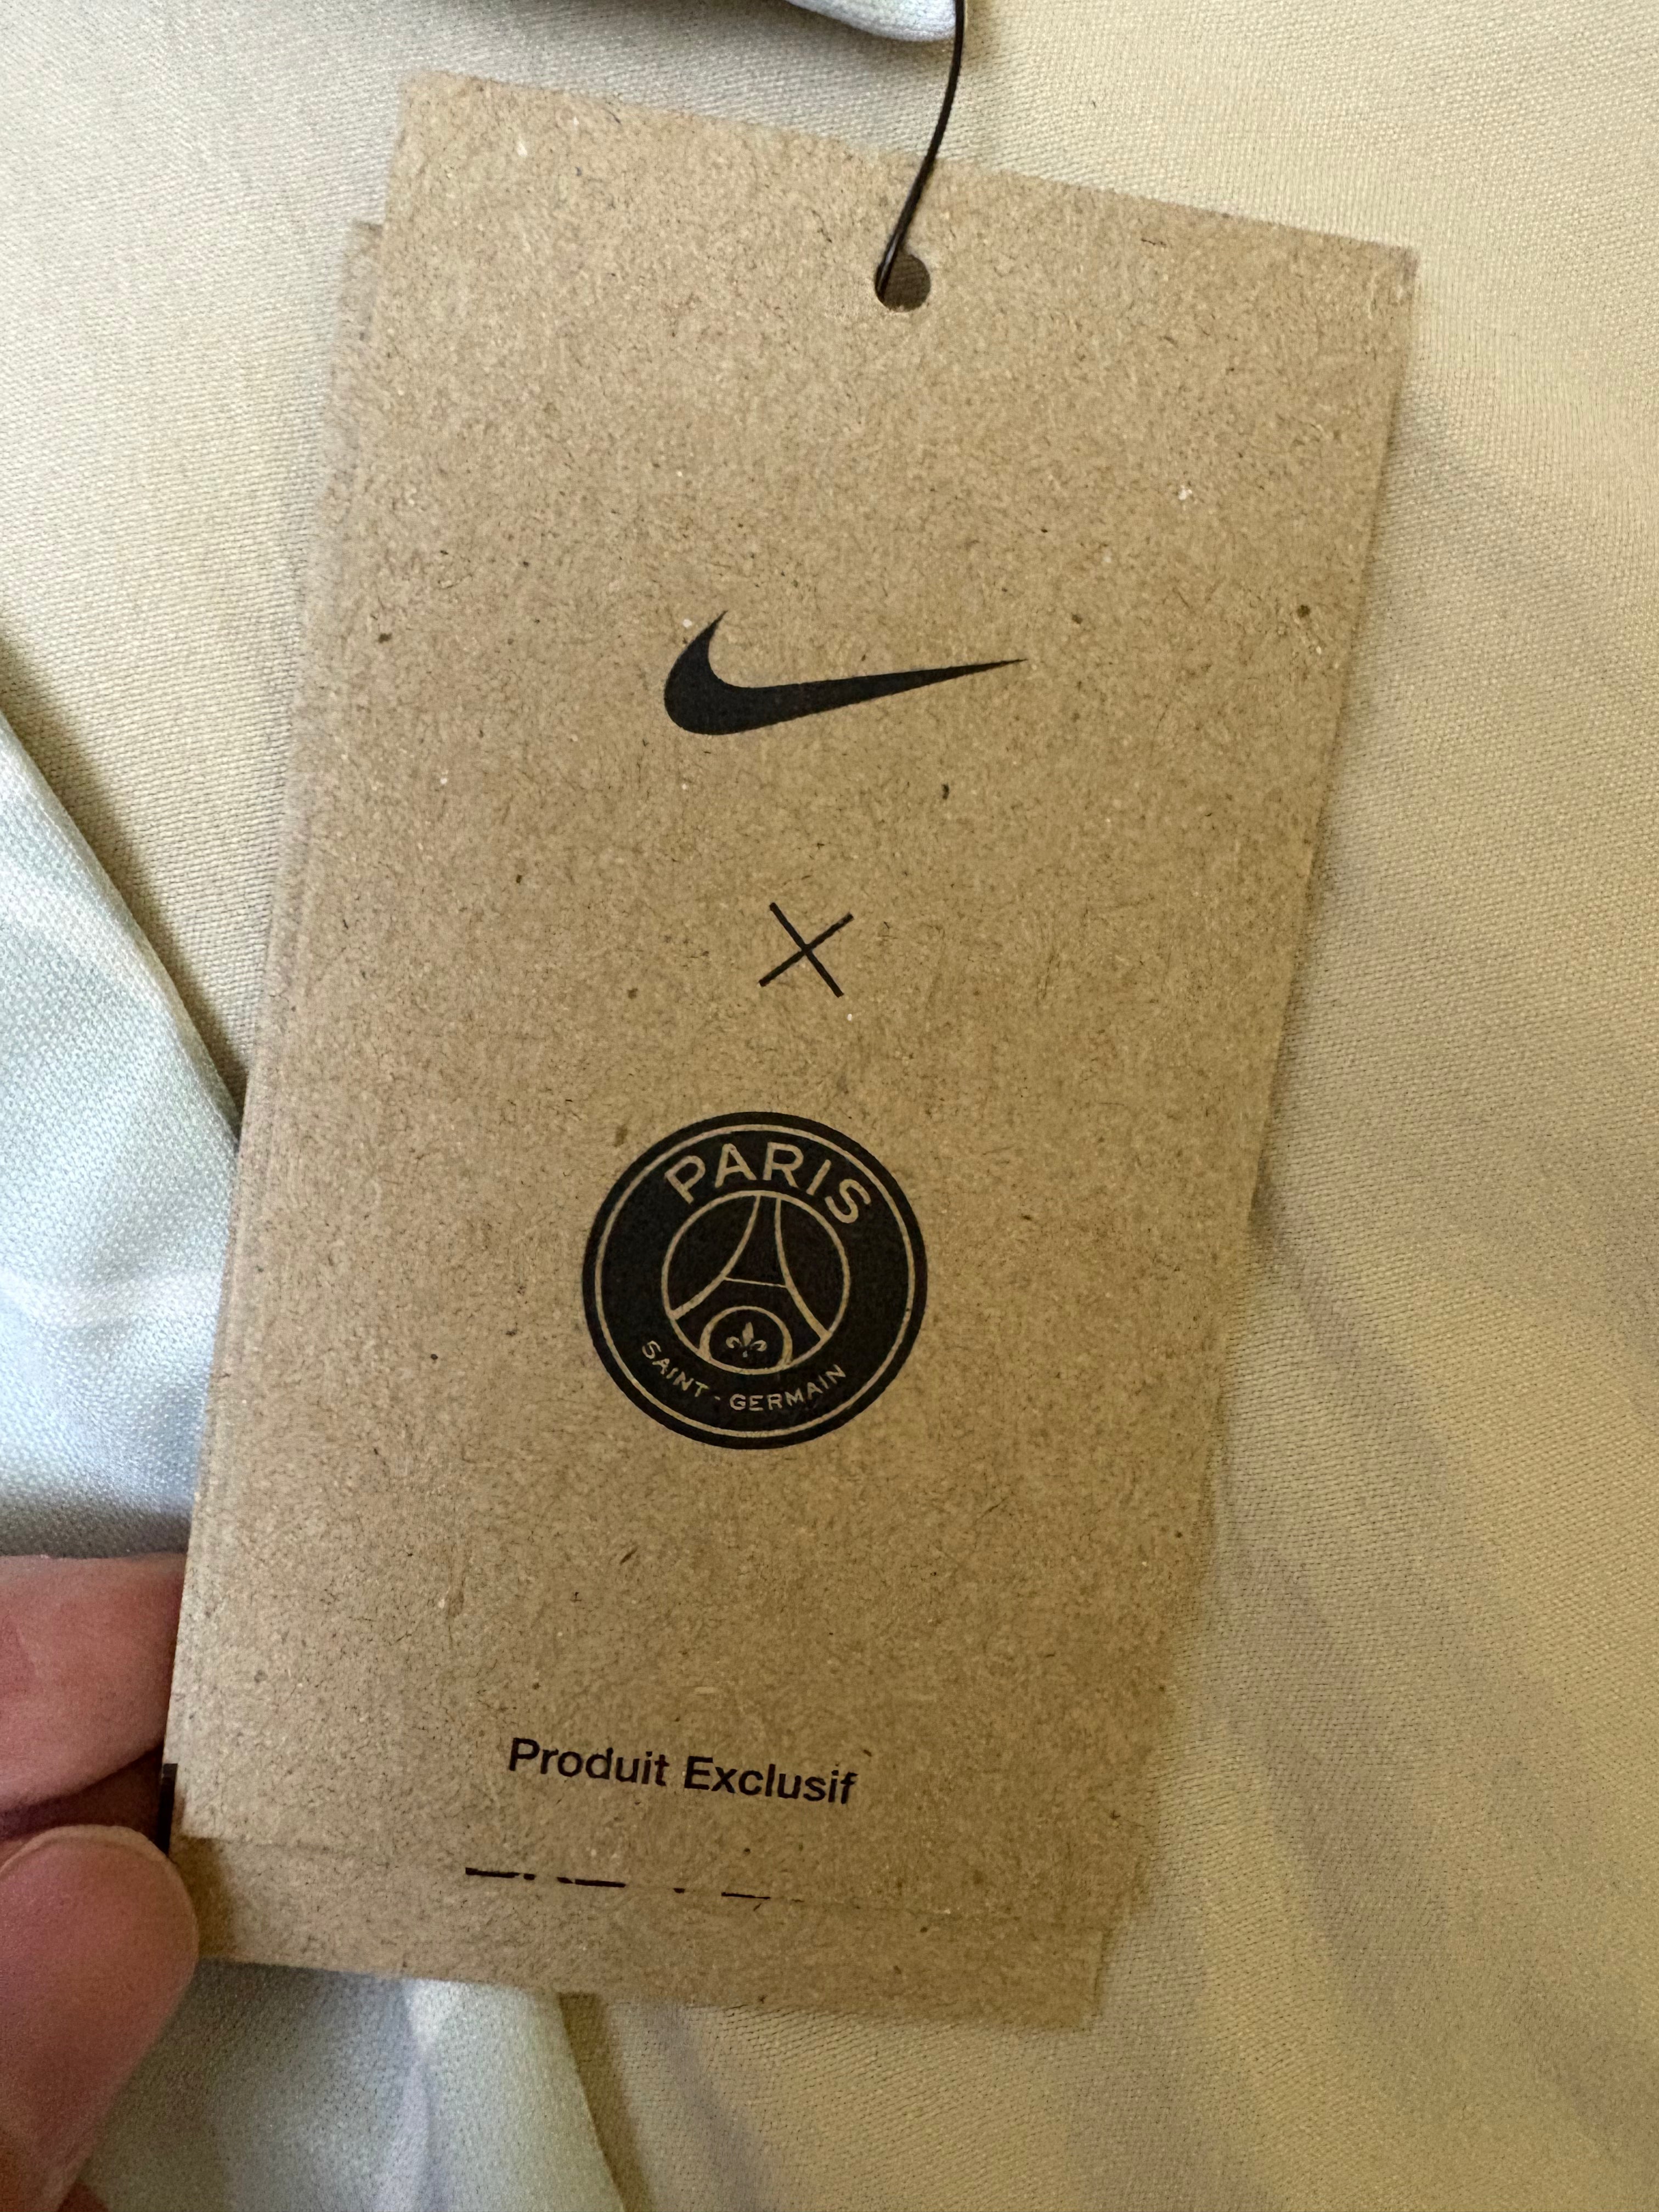 PARIS
SAINT-GERMAIN
Produit Exclusif